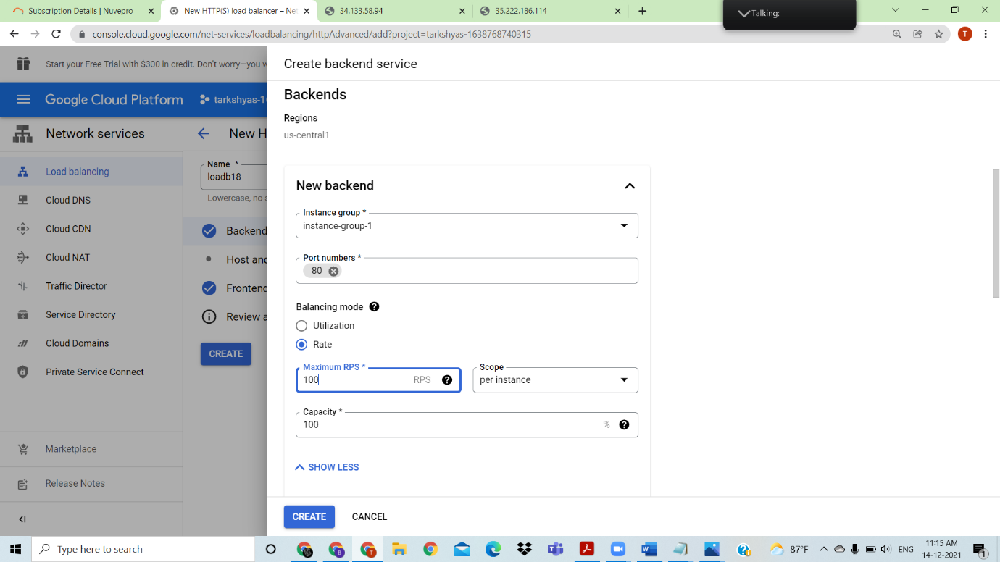 Subscription Details | Nuvepro
New HTTP(S) load balancer – Net
34.133.58.94
35.222.186.114
Talking:
console.cloud.google.com/net-services/loadbalancing/httpAdvanced/add?project=tarkshyas-1638768740315
T
Start your Free Trial with $300 in credit. Don't worry—you w
Google Cloud Platform
tarkshyas-1
Network services
New H
Load balancing
Cloud DNS
Cloud CDN
Cloud NAT
Traffic Director
Service Directory
Cloud Domains
Private Service Connect
Marketplace
Release Notes
Name *
loadb18
Lowercase, no s
Backend
Host and
Frontend
Review a
CREATE
Create backend service
Backends
Regions
us-central1
New backend
Instance group *
instance-group-1
Port numbers *
80
Balancing mode
Utilization
Rate
Maximum RPS *
100 RPS
Scope
per instance
Capacity *
100 %
SHOW LESS
CREATE CANCEL
Type here to search
B
T
87°F
ENG
11:15 AM
14-12-2021
1